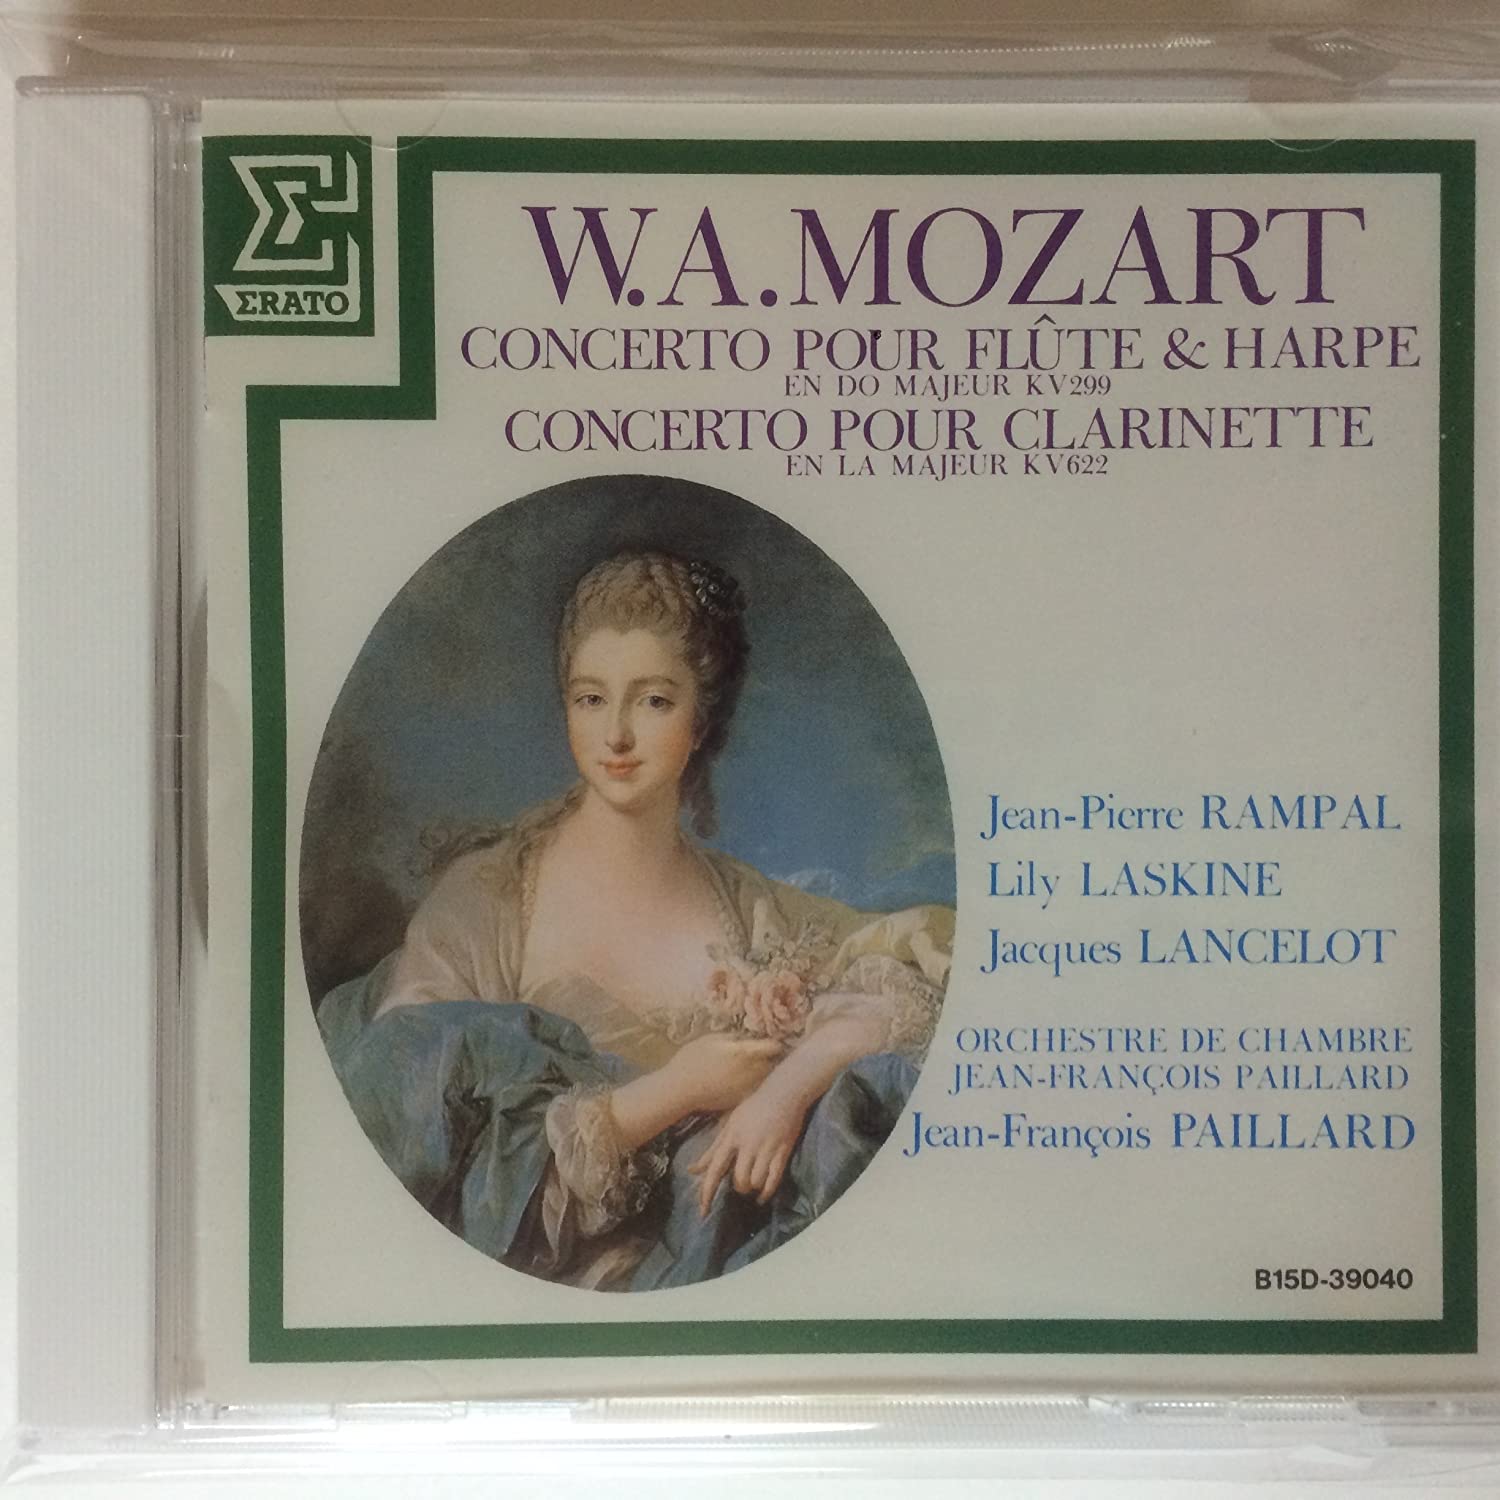 ΣRATO
W.A.MOZART
CONCERTO POUR FLÛTE & HARPE
EN DO MAJEUR KV299
CONCERTO POUR CLARINETTE
EN LA MAJEUR KV622
Jean-Pierre RAMPAL
Lily LASKINE
Jacques LANCELOT
ORCHESTRE DE CHAMBRE
JEAN-FRANÇOIS PAILLARD
Jean-François PAILLARD
B15D-39040